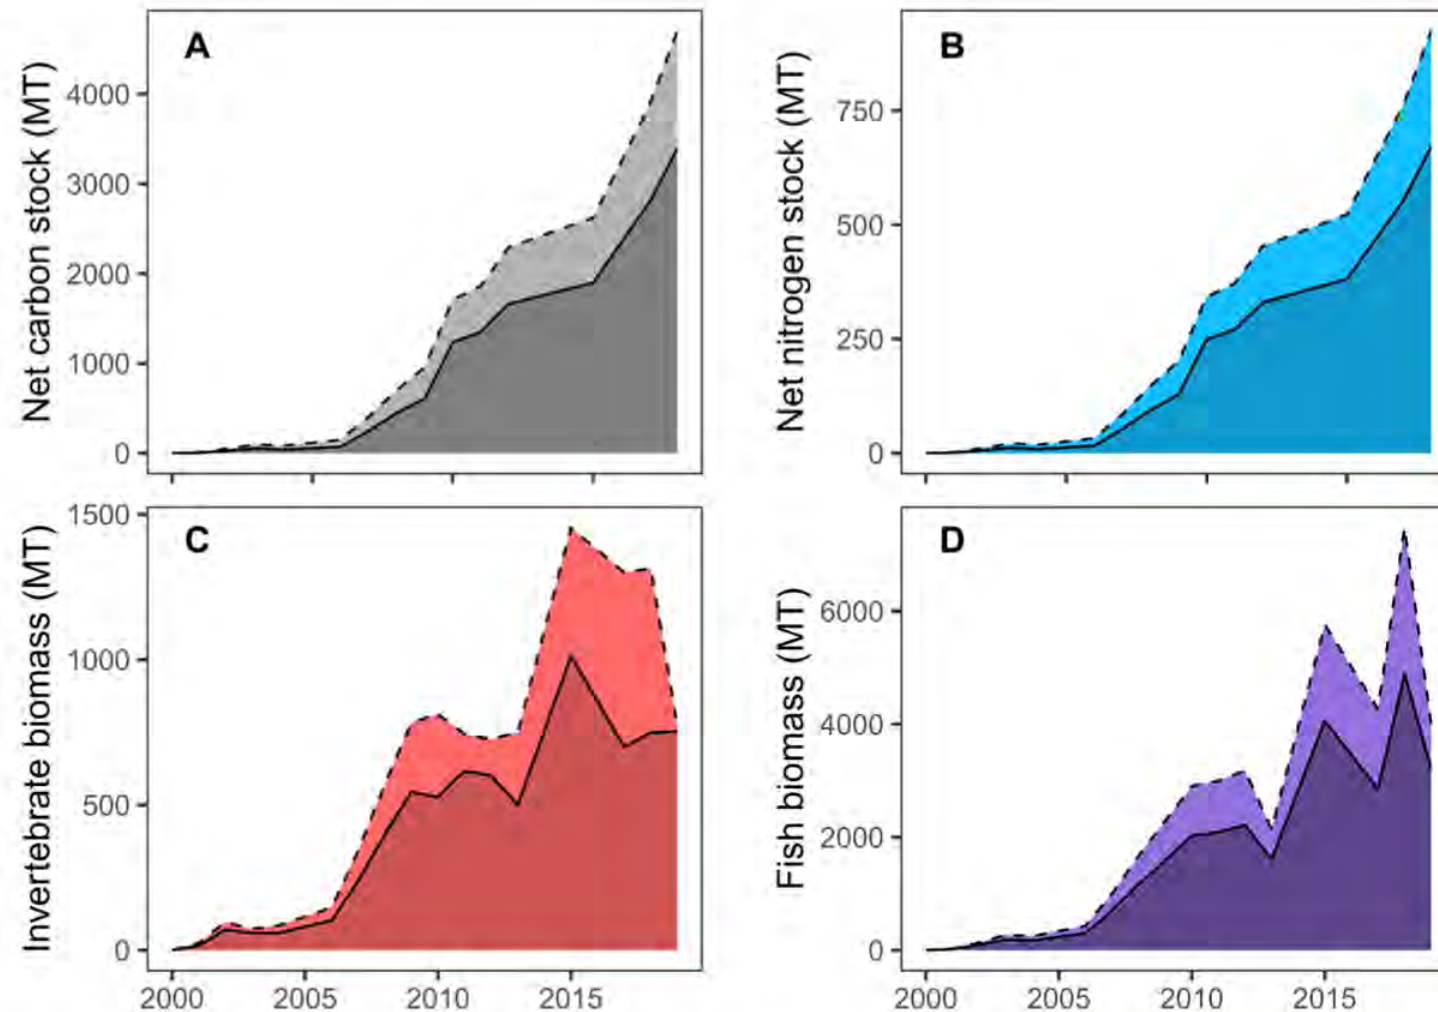 A
Net carbon stock (MT)
4000
3000
2000
1000
0
B
Net nitrogen stock (MT)
750
500
250
0
C
Invertebrate biomass (MT)
1500
1000
500
0
2000 2005 2010 2015
D
Fish biomass (MT)
6000
4000
2000
0
2000 2005 2010 2015